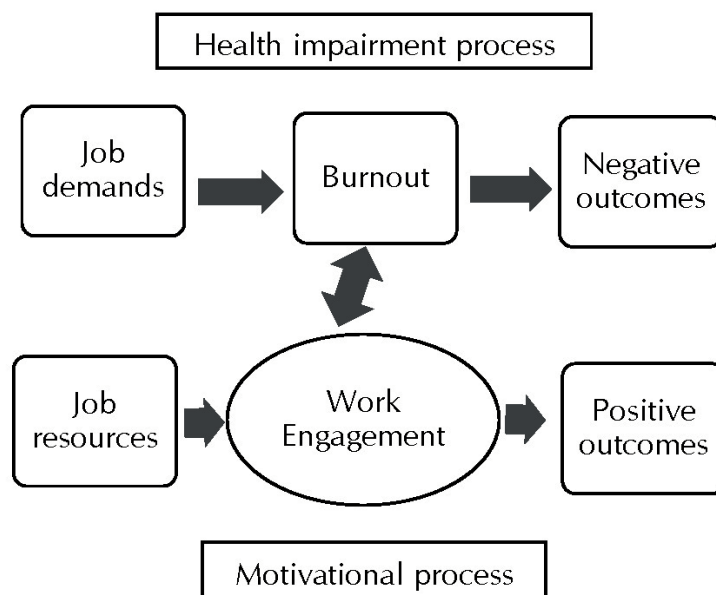 Health impairment process
Job
demands
Burnout
Negative
outcomes
Job
resources
Work
Engagement
Positive
outcomes
Motivational process